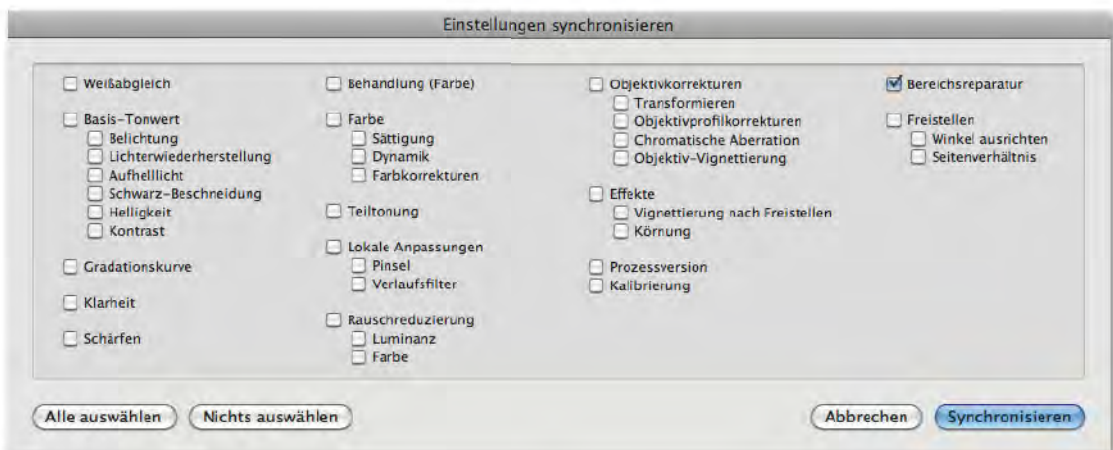 Einstellungen synchronisieren
Weißabgleich
Basis-Tonwert
Belichtung
Lichterwiederherstellung
Aufhelllicht
Schwarz-Beschneidung
Helligkeit
Kontrast
Gradationskurve
Klarheit
Schärfen
Behandlung (Farbe)
Farbe
Sättigung
Dynamik
Farbkorrekturen
Teiltonung
Lokale Anpassungen
Pinsel
Verlaufsfilter
Rauschreduzierung
Luminanz
Farbe
Objektivkorrekturen
Transformieren
Objektivprofilkorrekturen
Chromatische Aberration
Objektiv-Vignettierung
Effekte
Vignettierung nach Freistellen
Körnung
Prozessversion
Kalibrierung
Bereichsreparatur
Freistellen
Winkel ausrichten
Seitenverhältnis
Alle auswählen
Nichts auswählen
Abbrechen
Synchronisieren